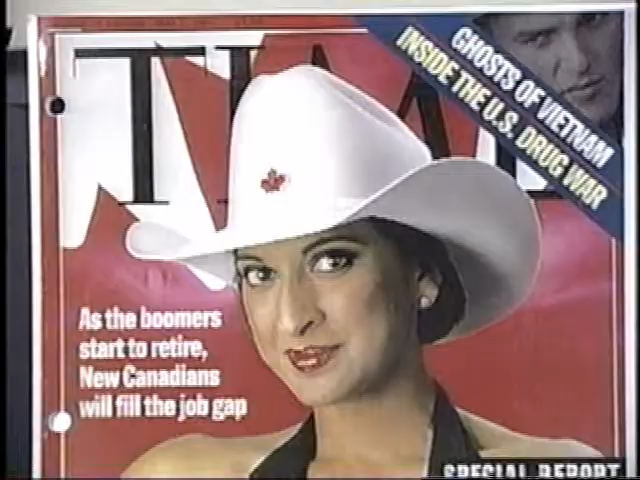 TIME
GHOSTS OF VIETNAM
INSIDE THE U.S. DRUG WAR
As the boomers
start to retire,
New Canadians
will fill the job gap
SPECIAL REPORT